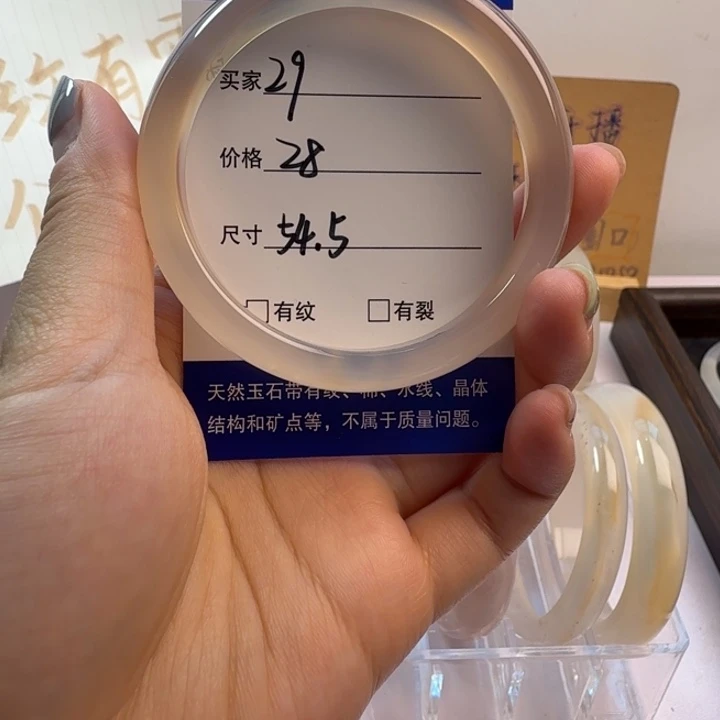 买家 29
价格 28
尺寸 54.5
□有纹 □有裂
天然玉石带有纹、棉、水线、晶体
结构和矿点等，不属于质量问题。
播